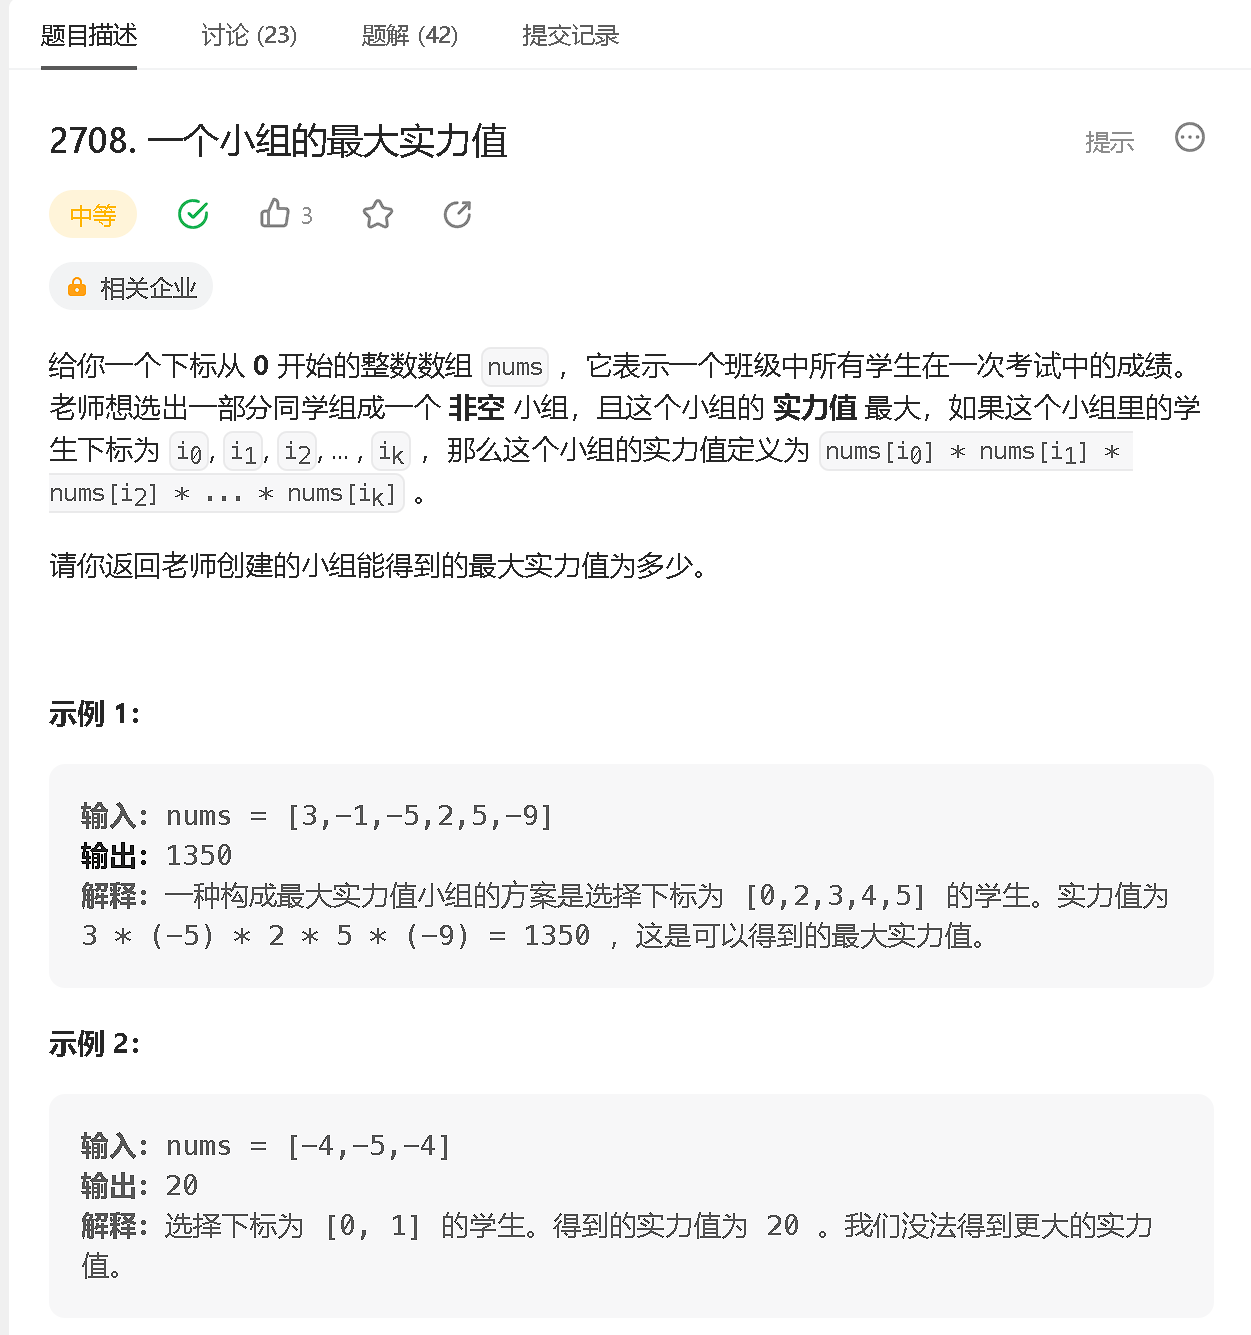 题目描述 讨论 (23) 题解 (42) 提交记录
2708. 一个小组的最大实力值 提示
中等 3
相关企业
给你一个下标从 0 开始的整数数组 nums ，它表示一个班级中所有学生在一次考试中的成绩。
老师想选出一部分同学组成一个 非空 小组，且这个小组的 实力值 最大，如果这个小组里的学
生下标为 i0, i1, i2, ... , ik ，那么这个小组的实力值定义为 nums[i0] * nums[i1] *
nums[i2] * ... * nums[ik] 。
请你返回老师创建的小组能得到的最大实力值为多少。
示例 1：
输入：nums = [3,-1,-5,2,5,-9]
输出：1350
解释：一种构成最大实力值小组的方案是选择下标为 [0,2,3,4,5] 的学生。实力值为
3 * (-5) * 2 * 5 * (-9) = 1350 ，这是可以得到的最大实力值。
示例 2：
输入：nums = [-4,-5,-4]
输出：20
解释：选择下标为 [0, 1] 的学生。得到的实力值为 20 。我们没法得到更大的实力
值。